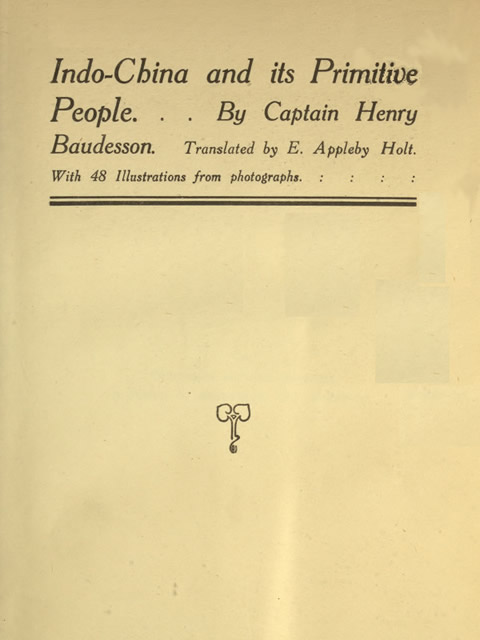 Indo-China and its Primitive
People. . . By Captain Henry
Baudesson. Translated by E. Appleby Holt.
With 48 Illustrations from photographs. : : : :